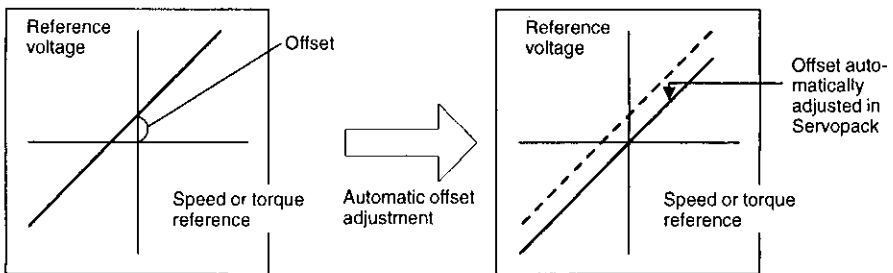 Reference
voltage
Offset
Speed or torque
reference
Automatic offset
adjustment
Reference
voltage
Offset auto-
matically
adjusted in
Servopack
Speed or torque
reference